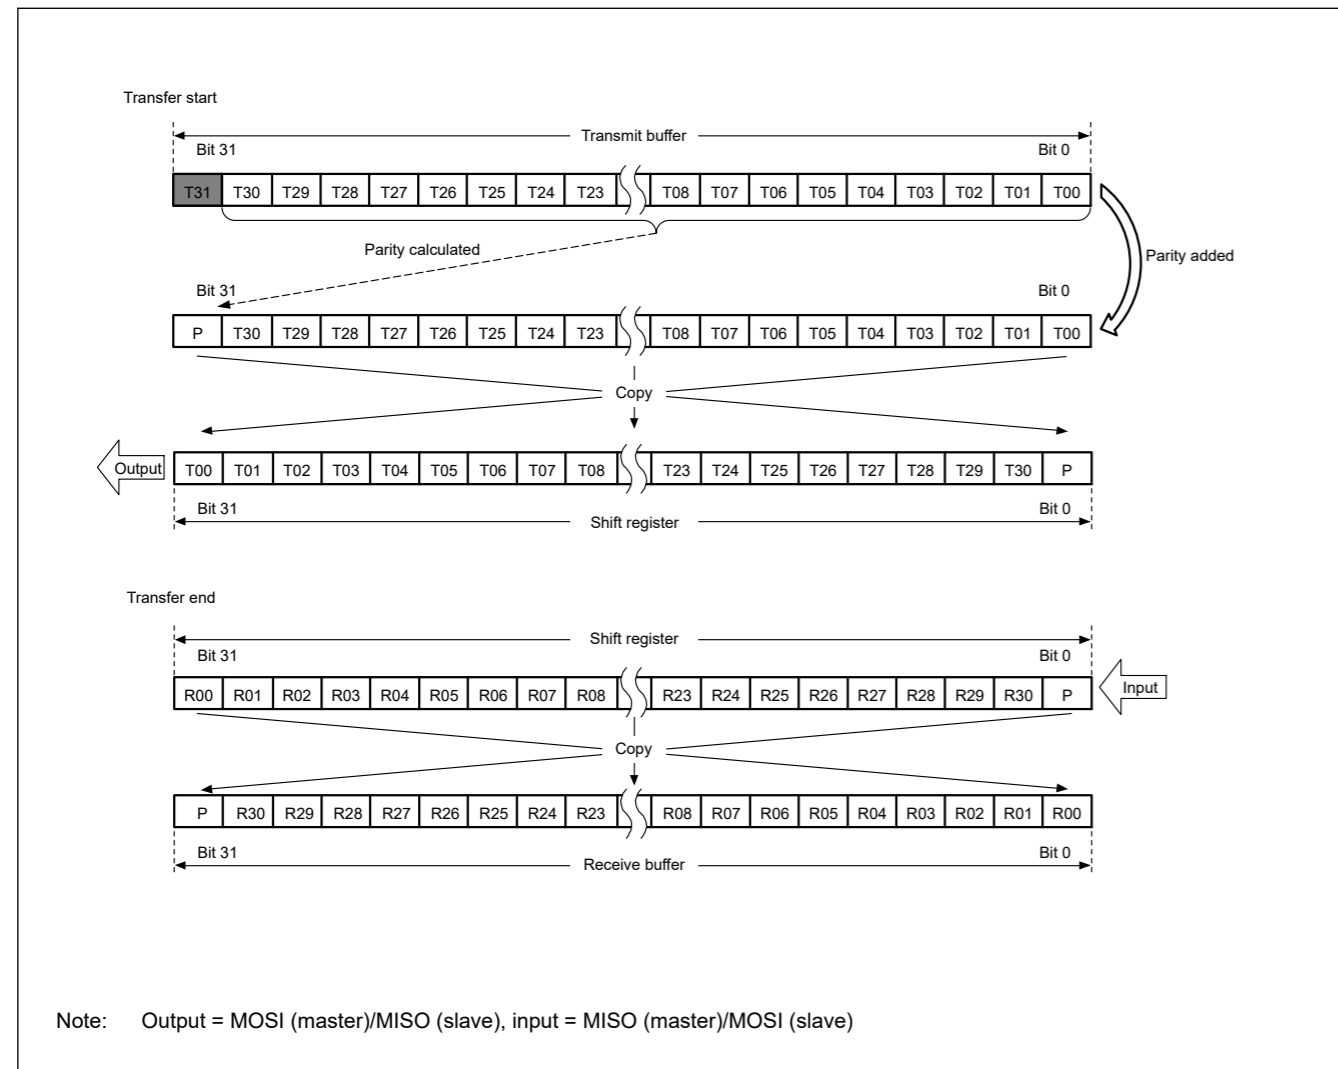 Transfer start
Transmit buffer
Bit 31 Bit 0
T31 T30 T29 T28 T27 T26 T25 T24 T23 T08 T07 T06 T05 T04 T03 T02 T01 T00
Parity calculated
Parity added
Bit 31 Bit 0
P T30 T29 T28 T27 T26 T25 T24 T23 T08 T07 T06 T05 T04 T03 T02 T01 T00
Copy
Output T00 T01 T02 T03 T04 T05 T06 T07 T08 T23 T24 T25 T26 T27 T28 T29 T30 P
Bit 31 Bit 0
Shift register
Transfer end
Shift register
Bit 31 Bit 0
R00 R01 R02 R03 R04 R05 R06 R07 R08 R23 R24 R25 R26 R27 R28 R29 R30 P Input
Copy
P R30 R29 R28 R27 R26 R25 R24 R23 R08 R07 R06 R05 R04 R03 R02 R01 R00
Bit 31 Bit 0
Receive buffer
Note: Output = MOSI (master)/MISO (slave), input = MISO (master)/MOSI (slave)